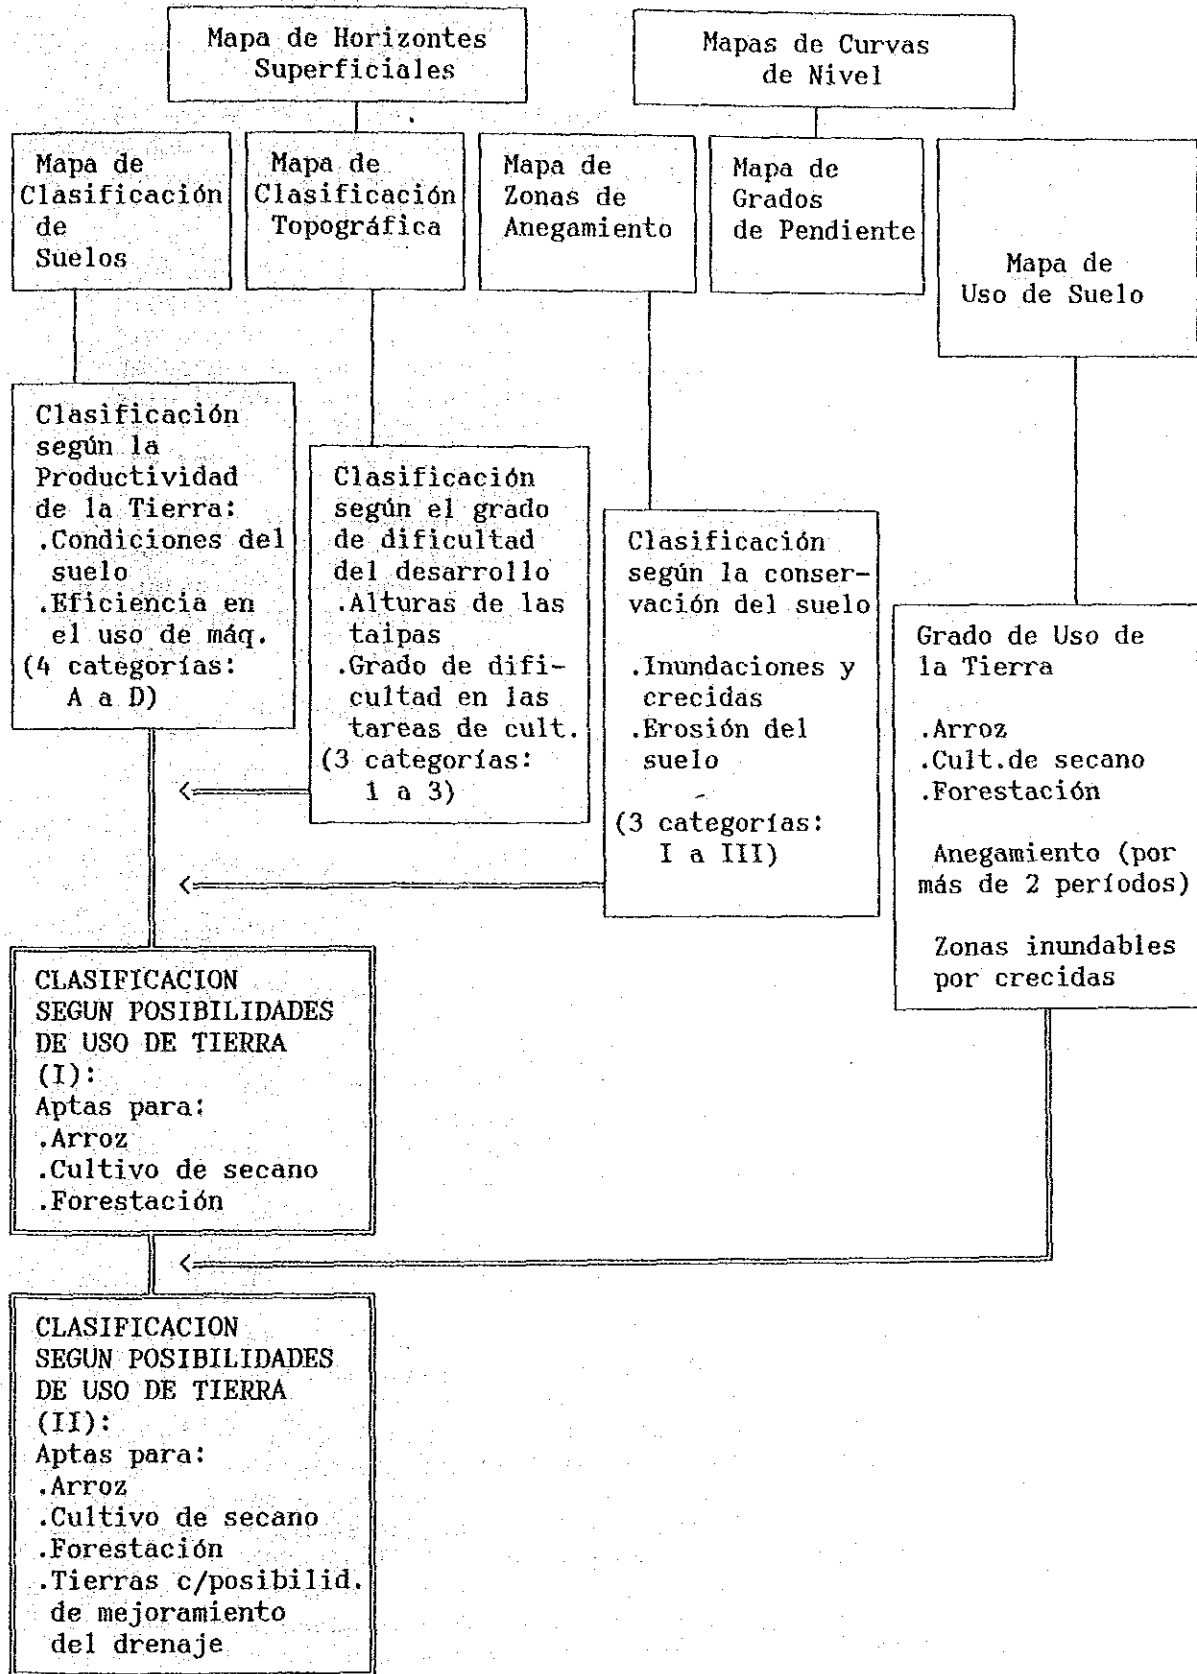 Mapa de Horizontes
Superficiales
Mapas de Curvas
de Nivel
Mapa de
Clasificación
de
Suelos
Mapa de
Clasificación
Topográfica
Mapa de
Zonas de
Anegamiento
Mapa de
Grados
de Pendiente
Mapa de
Uso de Suelo
Clasificación
según la
Productividad
de la Tierra:
.Condiciones del
suelo
.Eficiencia en
el uso de máq.
(4 categorías:
A a D)
Clasificación
según el grado
de dificultad
del desarrollo
.Alturas de las
taipas
.Grado de difi-
cultad en las
tareas de cult.
(3 categorías:
1 a 3)
Clasificación
según la conser-
vación del suelo
.Inundaciones y
crecidas
.Erosión del
suelo
(3 categorías:
I a III)
Grado de Uso de
la Tierra
.Arroz
.Cult.de secano
.Forestación
Anegamiento (por
más de 2 períodos)
Zonas inundables
por crecidas
CLASIFICACION
SEGUN POSIBILIDADES
DE USO DE TIERRA
(I):
Aptas para:
.Arroz
.Cultivo de secano
.Forestación
CLASIFICACION
SEGUN POSIBILIDADES
DE USO DE TIERRA
(II):
Aptas para:
.Arroz
.Cultivo de secano
.Forestación
.Tierras c/posibilid.
de mejoramiento
del drenaje